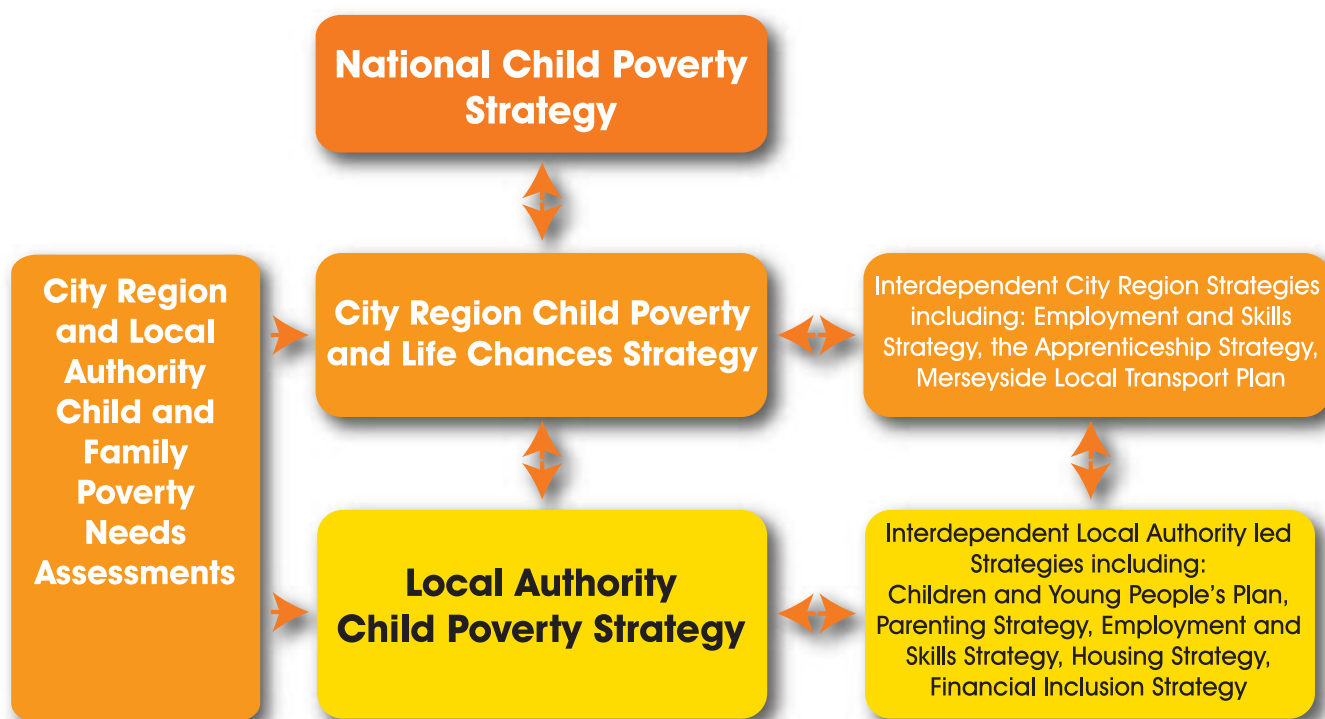 National Child Poverty
Strategy
City Region
and Local
Authority
Child and
Family
Poverty
Needs
Assessments
City Region Child Poverty
and Life Chances Strategy
Interdependent City Region Strategies
including: Employment and Skills
Strategy, the Apprenticeship Strategy,
Merseyside Local Transport Plan
Local Authority
Child Poverty Strategy
Interdependent Local Authority led
Strategies including:
Children and Young People’s Plan,
Parenting Strategy, Employment and
Skills Strategy, Housing Strategy,
Financial Inclusion Strategy